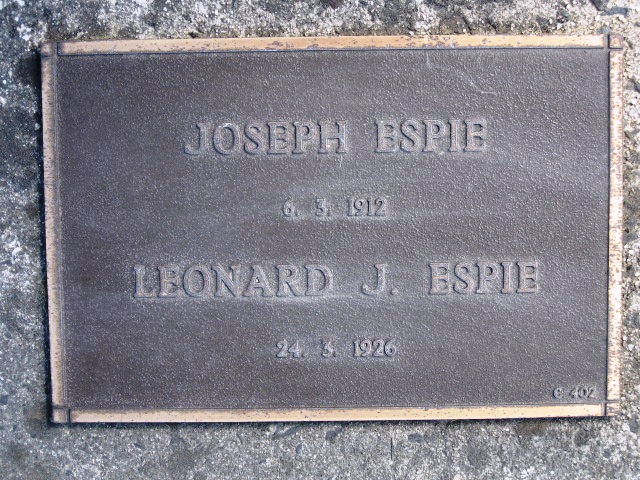 JOSEPH ESPIE
6. 3. 1912
LEONARD J. ESPIE
24. 3. 1926
C 402